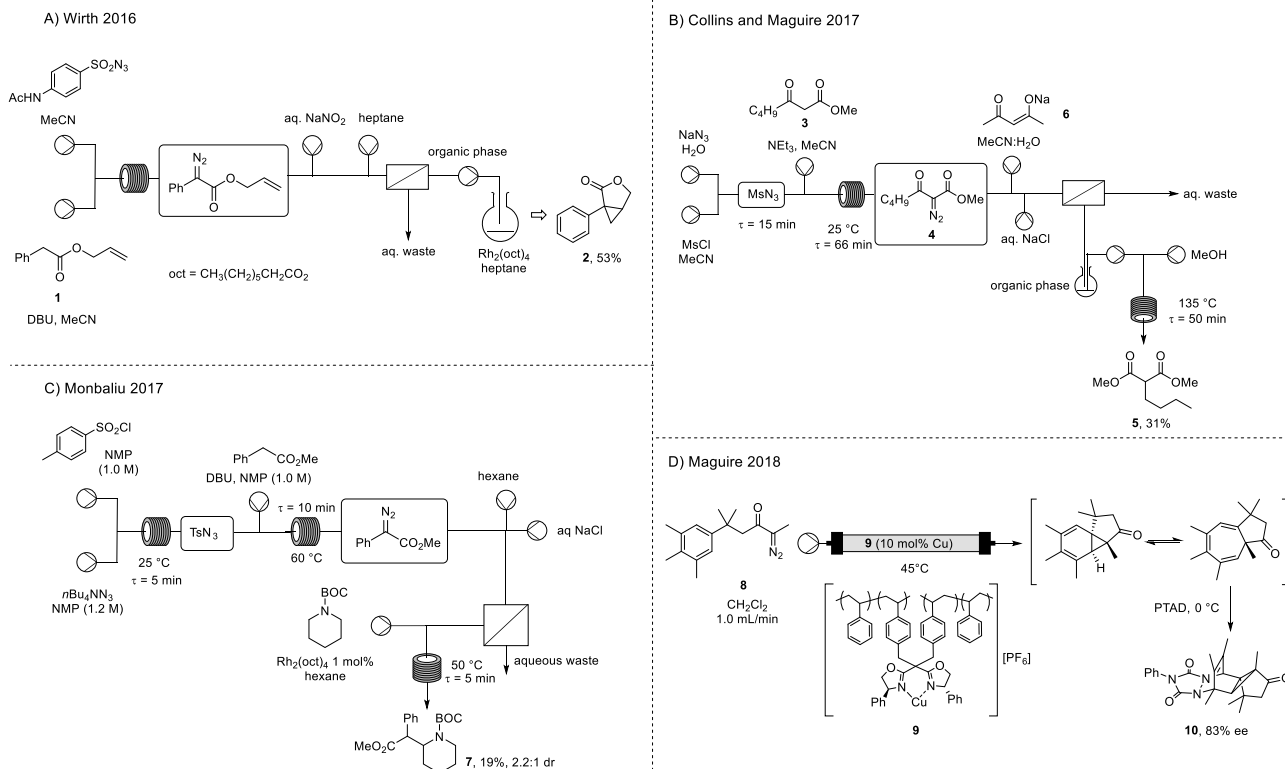 A) Wirth 2016
SO2N3
AcHN
MeCN
aq. NaNO2
heptane
organic phase
N2
Ph
O
O
aq. waste
Rh2(oct)4
heptane
O
O
2, 53%
Ph
O
O
1
DBU, MeCN
oct = CH3(CH2)5CH2CO2
B) Collins and Maguire 2017
O
O
C4H9
OMe
3
O
ONa
6
NaN3
H2O
NEt3, MeCN
MeCN:H2O
MsN3
τ = 15 min
MsCl
MeCN
25 °C
τ = 66 min
O
O
C4H9
OMe
N2
4
aq. NaCl
aq. waste
organic phase
MeOH
135 °C
τ = 50 min
O
O
MeO
OMe
5, 31%
C) Monbaliu 2017
SO2Cl
NMP
(1.0 M)
Ph
CO2Me
DBU, NMP (1.0 M)
hexane
τ = 10 min
TsN3
N2
Ph
CO2Me
aq NaCl
25 °C
τ = 5 min
60 °C
nBu4NN3
NMP (1.2 M)
BOC
N
Rh2(oct)4 1 mol%
hexane
50 °C
τ = 5 min
aqueous waste
Ph
BOC
N
MeO2C
7, 19%, 2.2:1 dr
D) Maguire 2018
O
N2
8
CH2Cl2
1.0 mL/min
9 (10 mol% Cu)
45°C
O
H
O
PTAD, 0 °C
[PF6]
O
O
N
N
Ph
Ph
Cu
9
Ph
N
O
O
N
N
O
10, 83% ee